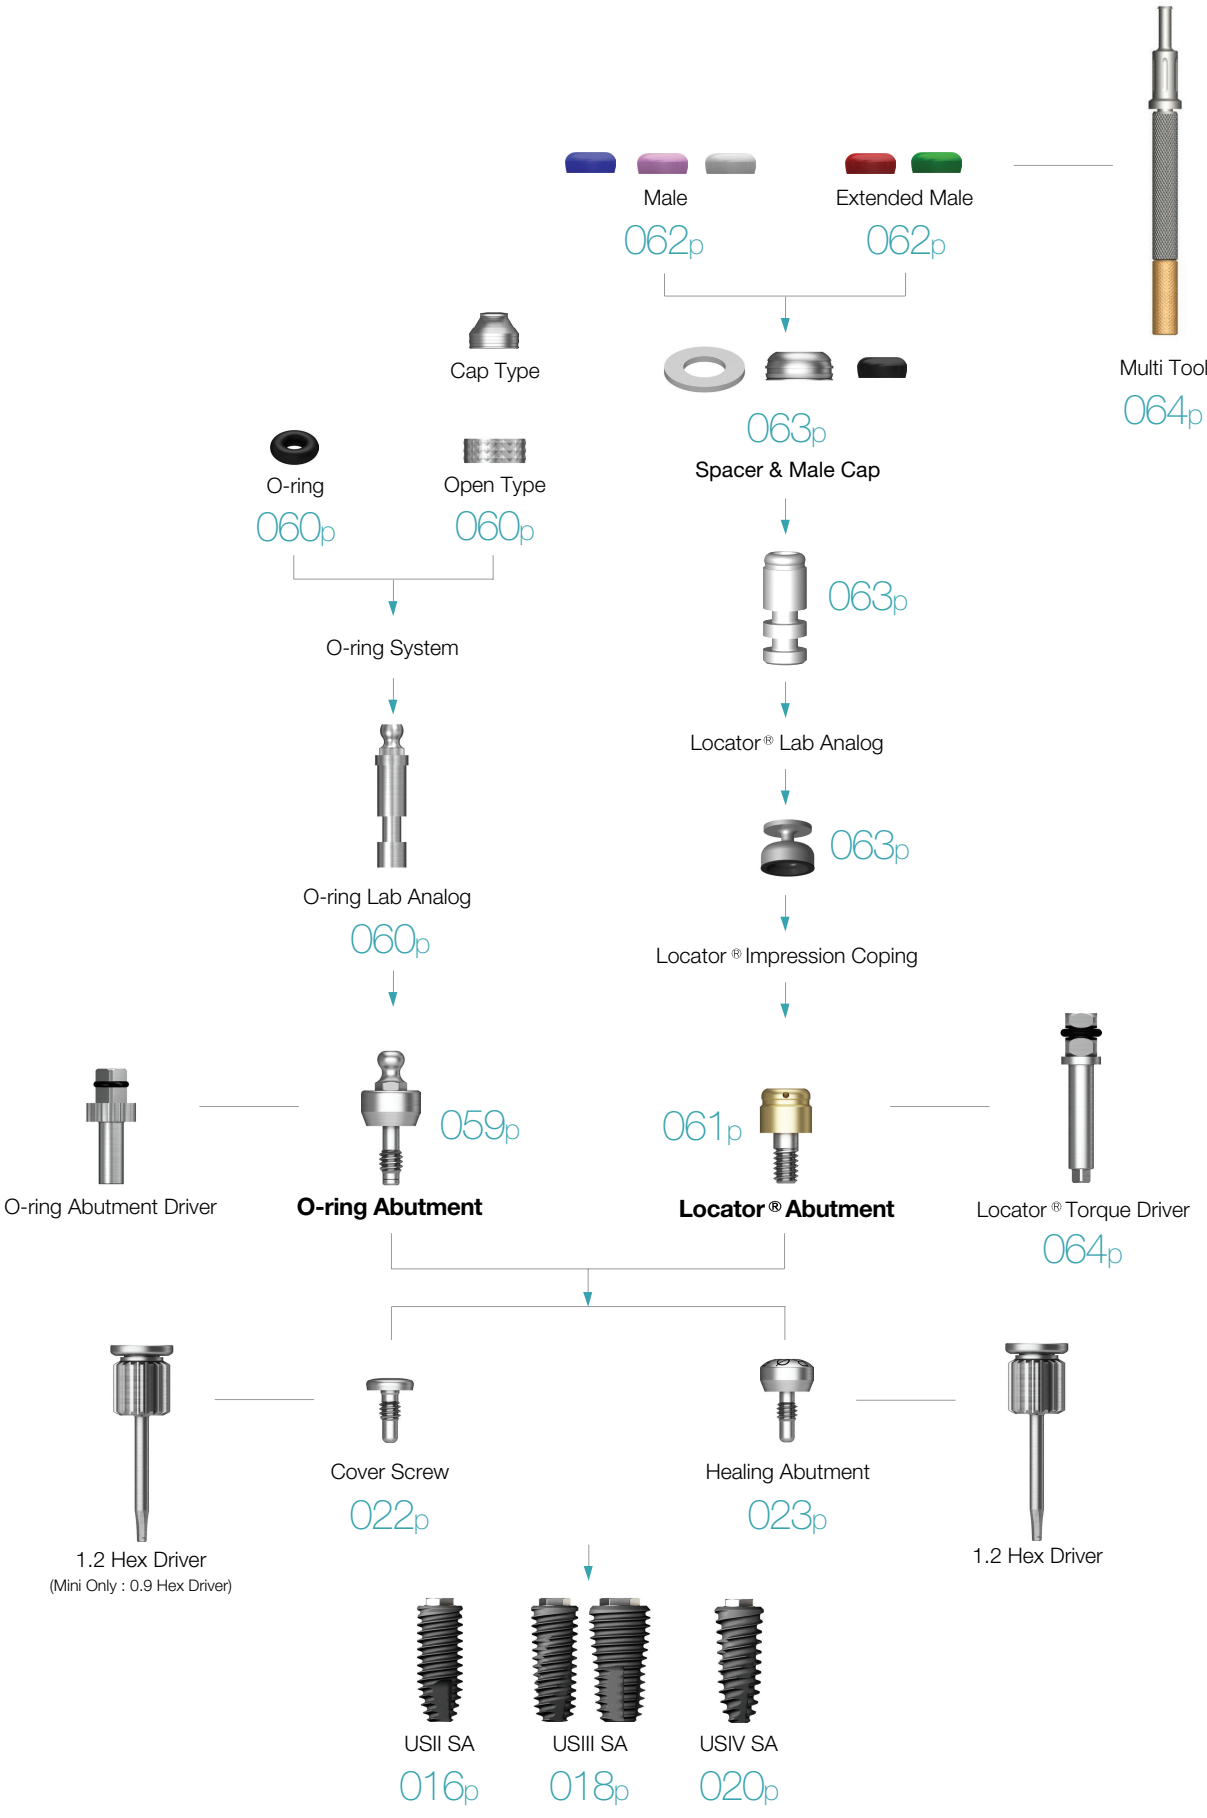 Male
Extended Male
062p
062p
Cap Type
Multi Tool
064p
063p
Spacer & Male Cap
O-ring
Open Type
060p
060p
063p
O-ring System
Locator® Lab Analog
063p
O-ring Lab Analog
060p
Locator® Impression Coping
059p
061p
O-ring Abutment Driver
O-ring Abutment
Locator® Abutment
Locator® Torque Driver
064p
Cover Screw
Healing Abutment
022p
023p
1.2 Hex Driver
(Mini Only : 0.9 Hex Driver)
1.2 Hex Driver
USII SA
USIII SA
USIV SA
016p
018p
020p